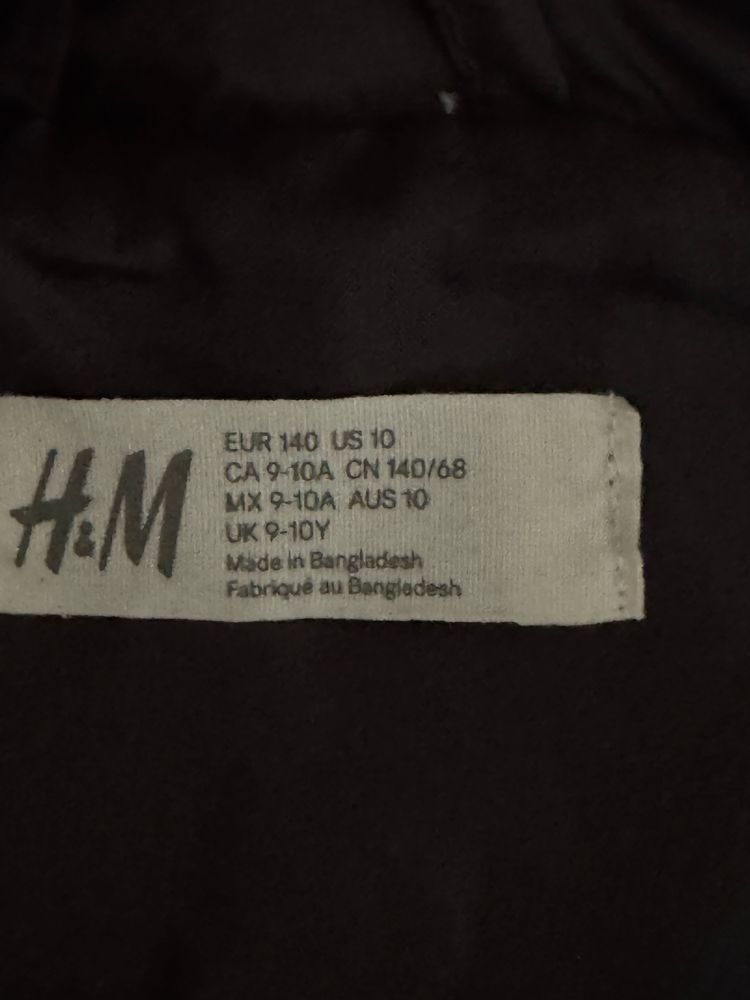 H&M
EUR 140 US 10
CA 9-10A CN 140/68
MX 9-10A AUS 10
UK 9-10Y
Made in Bangladesh
Fabriqué au Bangladesh